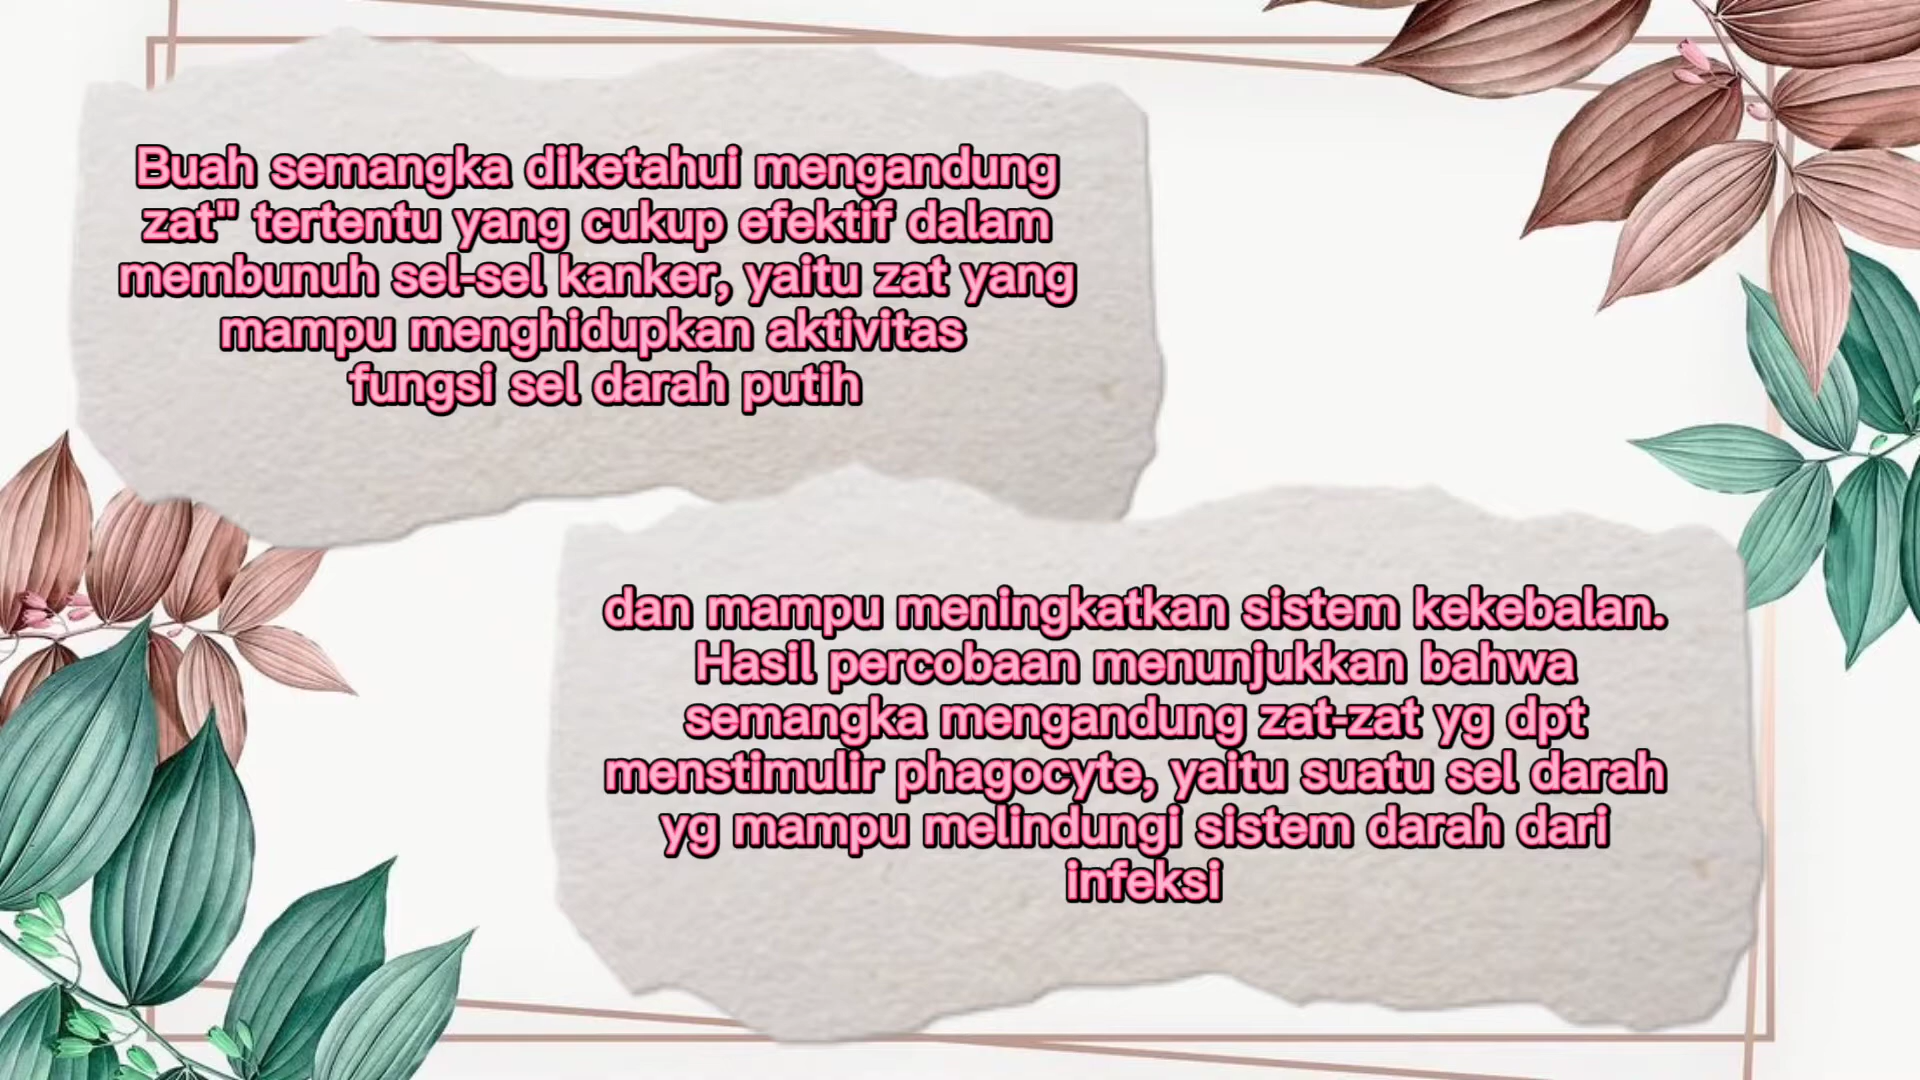 Buah semangka diketahui mengandung
zat" tertentu yang cukup efektif dalam
membunuh sel-sel kanker, yaitu zat yang
mampu menghidupkan aktivitas
fungsi sel darah putih
dan mampu meningkatkan sistem kekebalan.
Hasil percobaan menunjukkan bahwa
semangka mengandung zat-zat yg dpt
menstimulir phagocyte, yaitu suatu sel darah
yg mampu melindungi sistem darah dari
infeksi